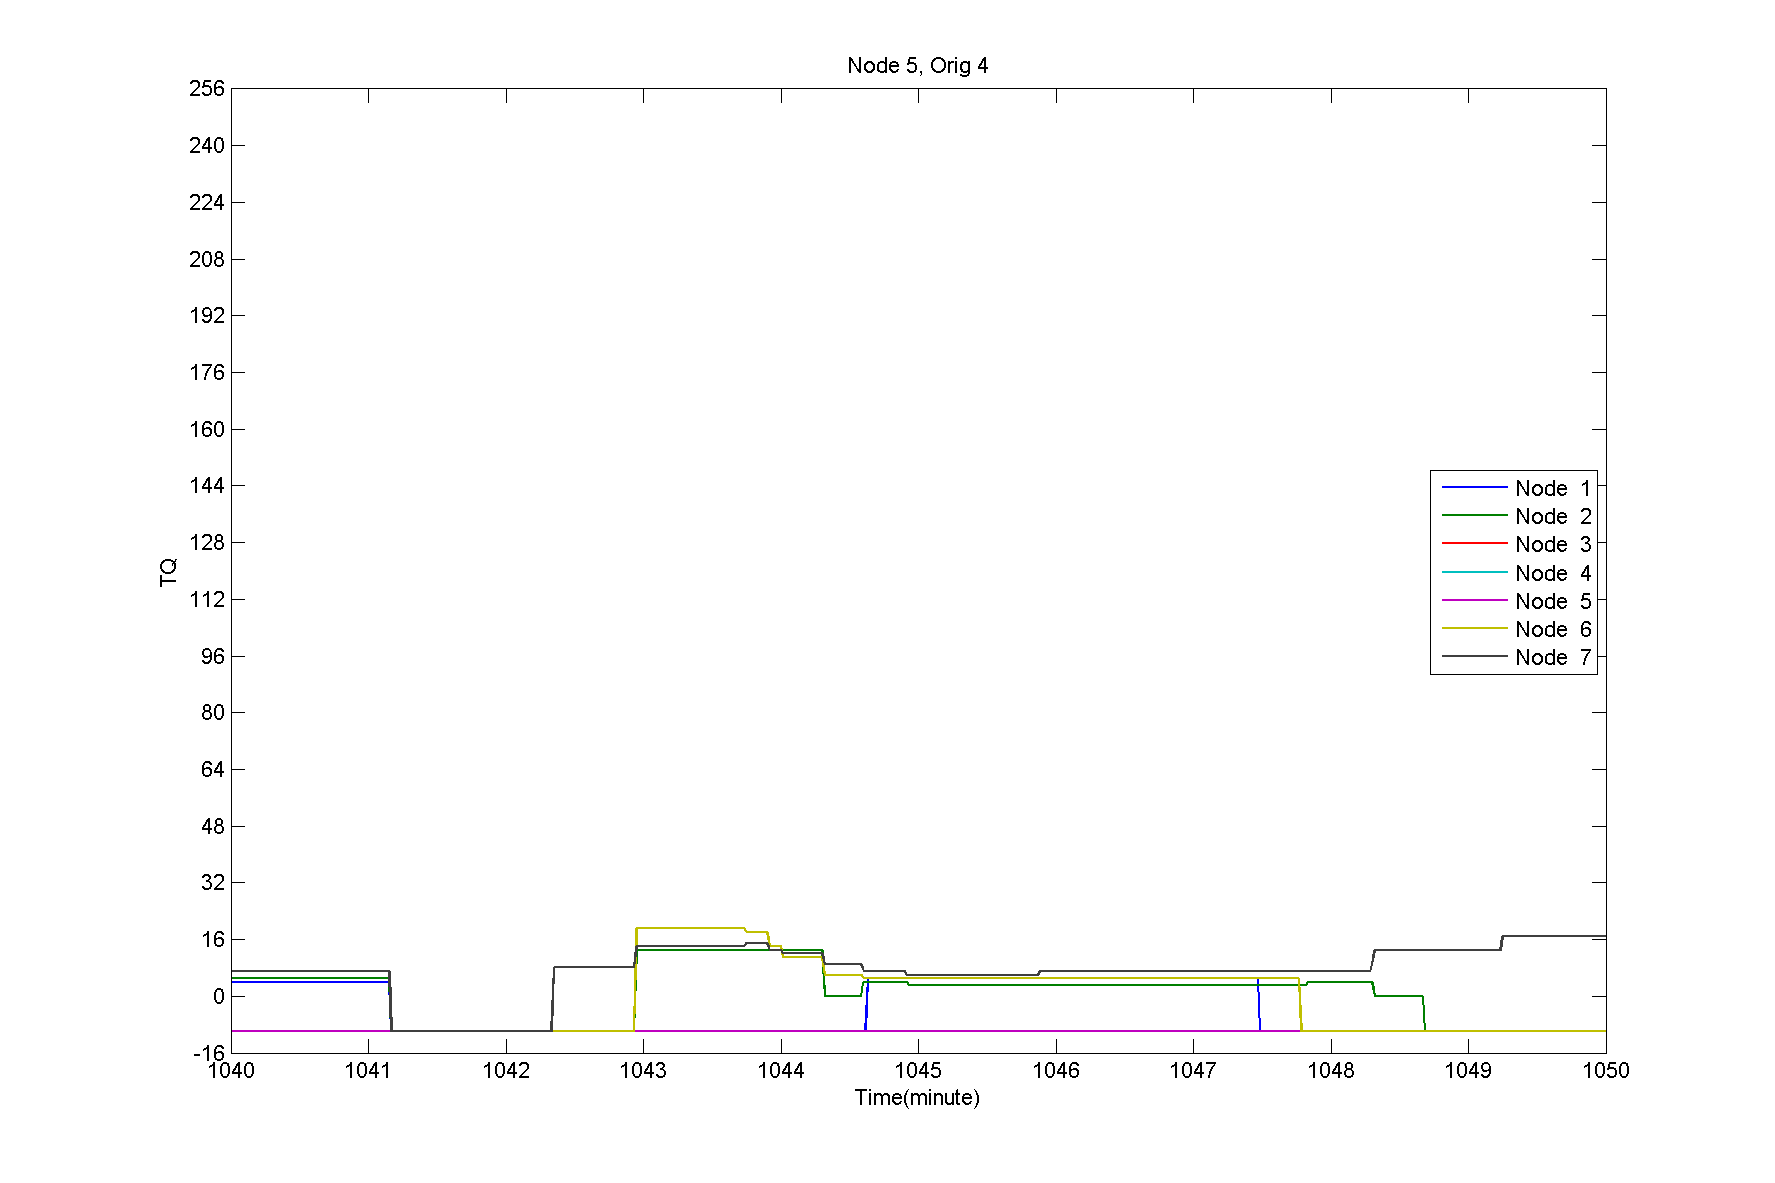 Node 5, Orig 4
256
240
224
208
192
176
160
144
128
112
96
80
64
48
32
16
0
-16
TQ
Node 1
Node 2
Node 3
Node 4
Node 5
Node 6
Node 7
1040 1041 1042 1043 1044 1045 1046 1047 1048 1049 1050
Time(minute)